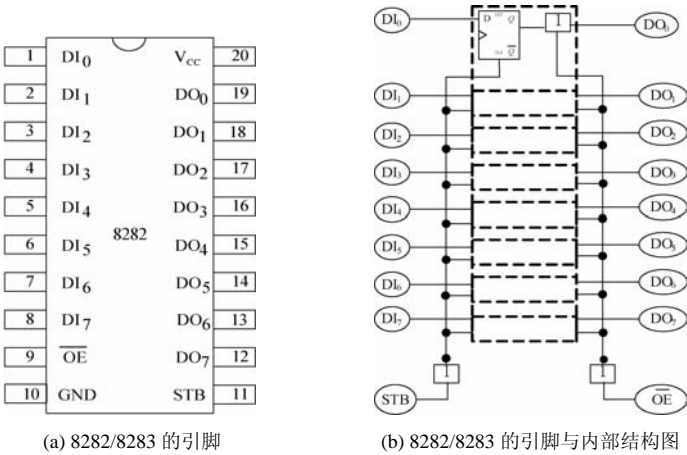 1 DI0 VCC 20
2 DI1 DO0 19
3 DI2 DO1 18
4 DI3 DO2 17
5 DI4 DO3 16
8282
6 DI5 DO4 15
7 DI6 DO5 14
8 DI7 DO6 13
9 OE DO7 12
10 GND STB 11
(a) 8282/8283 的引脚
DI0 D Q Q 1 DO0
DI1 DO1
DI2 DO2
DI3 DO3
DI4 DO4
DI5 DO5
DI6 DO6
DI7 DO7
1 1
STB OE
(b) 8282/8283 的引脚与内部结构图